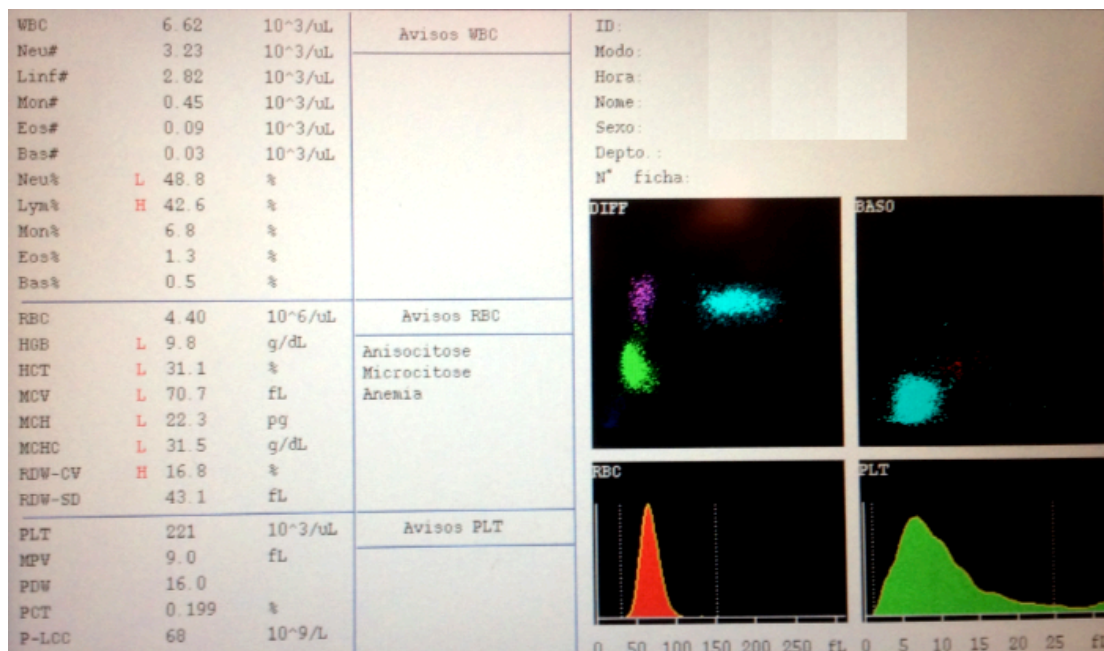 WBC 6.62 10^3/uL
Neu# 3.23 10^3/uL
Linf# 2.82 10^3/uL
Mon# 0.45 10^3/uL
Eos# 0.09 10^3/uL
Bas# 0.03 10^3/uL
Neu% L 48.8 %
Lym% H 42.6 %
Mon% 6.8 %
Eos% 1.3 %
Bas% 0.5 %
RBC 4.40 10^6/uL
HGB L 9.8 g/dL
HCT L 31.1 %
MCV L 70.7 fL
MCH L 22.3 pg
MCHC L 31.5 g/dL
RDW-CV H 16.8 %
RDW-SD 43.1 fL
PLT 221 10^3/uL
MPV 9.0 fL
PDW 16.0
PCT 0.199 %
P-LCC 68 10^9/L
Avisos WBC
Avisos RBC
Anisocitose
Microcitose
Anemia
Avisos PLT
ID:
Modo:
Hora:
Nome:
Sexo:
Depto.:
N° ficha:
DIFF
BASO
RBC
0 50 100 150 200 250 fL
PLT
0 5 10 15 20 25 fL